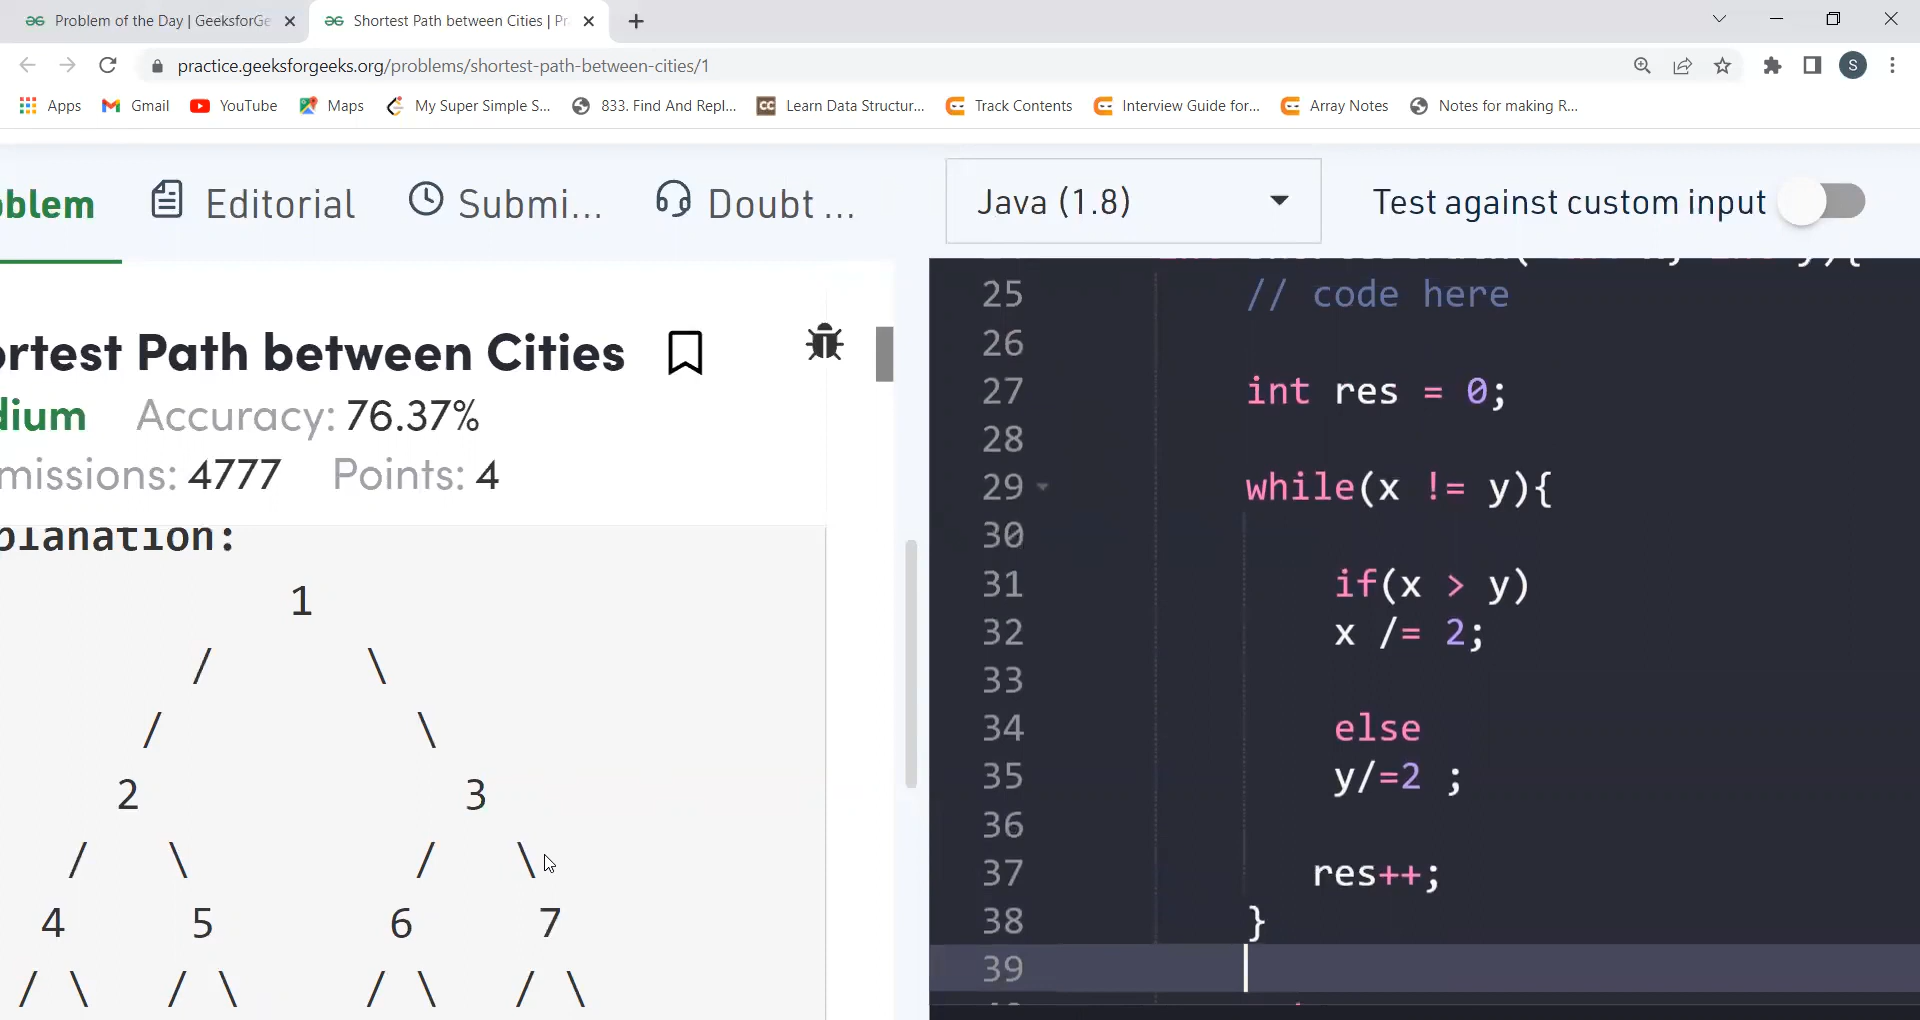 Problem of the Day | GeeksforGe
Shortest Path between Cities | Pr
practice.geeksforgeeks.org/problems/shortest-path-between-cities/1
S
Apps
Gmail
YouTube
Maps
My Super Simple S...
833. Find And Repl...
CC Learn Data Structur...
Track Contents
Interview Guide for...
Array Notes
Notes for making R...
oblem
Editorial
Submi...
Doubt ...
Java (1.8)
Test against custom input
ortest Path between Cities
dium Accuracy: 76.37%
missions: 4777 Points: 4
planation:
1
/ \
/ \
2 3
/ \ / \
4 5 6 7
/ \ / \ / \ / \
25 // code here
26
27 int res = 0;
28
29 while(x != y){
30
31 if(x > y)
32 x /= 2;
33
34 else
35 y/=2 ;
36
37 res++;
38 }
39